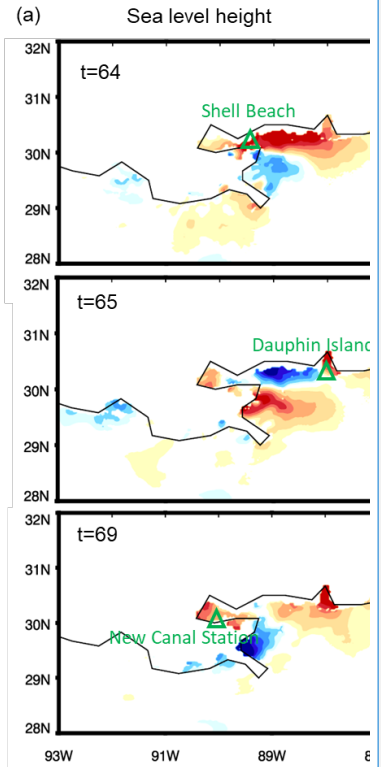 (a) Sea level height
32N
t=64
31N
Shell Beach
30N
29N
28N
32N
t=65
31N
Dauphin Island
30N
29N
28N
32N
t=69
31N
30N
New Canal Station
29N
28N
93W 91W 89W 8